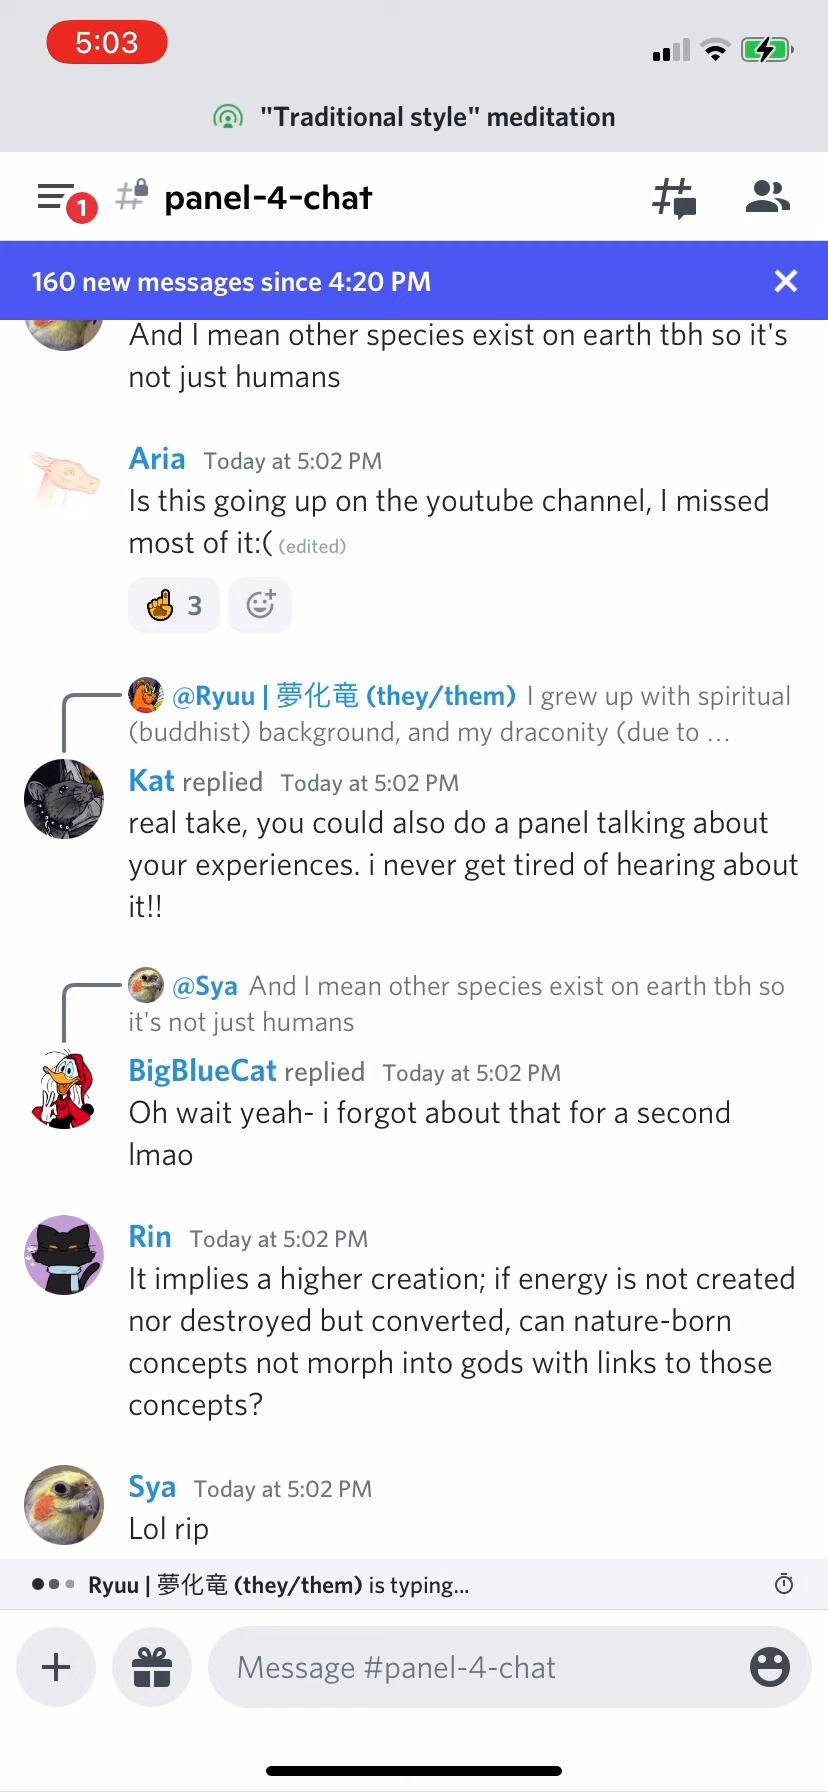 5:03
"Traditional style" meditation
1
panel-4-chat
160 new messages since 4:20 PM
And I mean other species exist on earth tbh so it's
not just humans
Aria Today at 5:02 PM
Is this going up on the youtube channel, I missed
most of it:( (edited)
3
@Ryuu | 夢化竜 (they/them) I grew up with spiritual
(buddhist) background, and my draconity (due to ...
Kat replied Today at 5:02 PM
real take, you could also do a panel talking about
your experiences. i never get tired of hearing about
it!!
@Sya And I mean other species exist on earth tbh so
it's not just humans
BigBlueCat replied Today at 5:02 PM
Oh wait yeah- i forgot about that for a second
lmao
Rin Today at 5:02 PM
It implies a higher creation; if energy is not created
nor destroyed but converted, can nature-born
concepts not morph into gods with links to those
concepts?
Sya Today at 5:02 PM
Lol rip
Ryuu | 夢化竜 (they/them) is typing...
Message #panel-4-chat